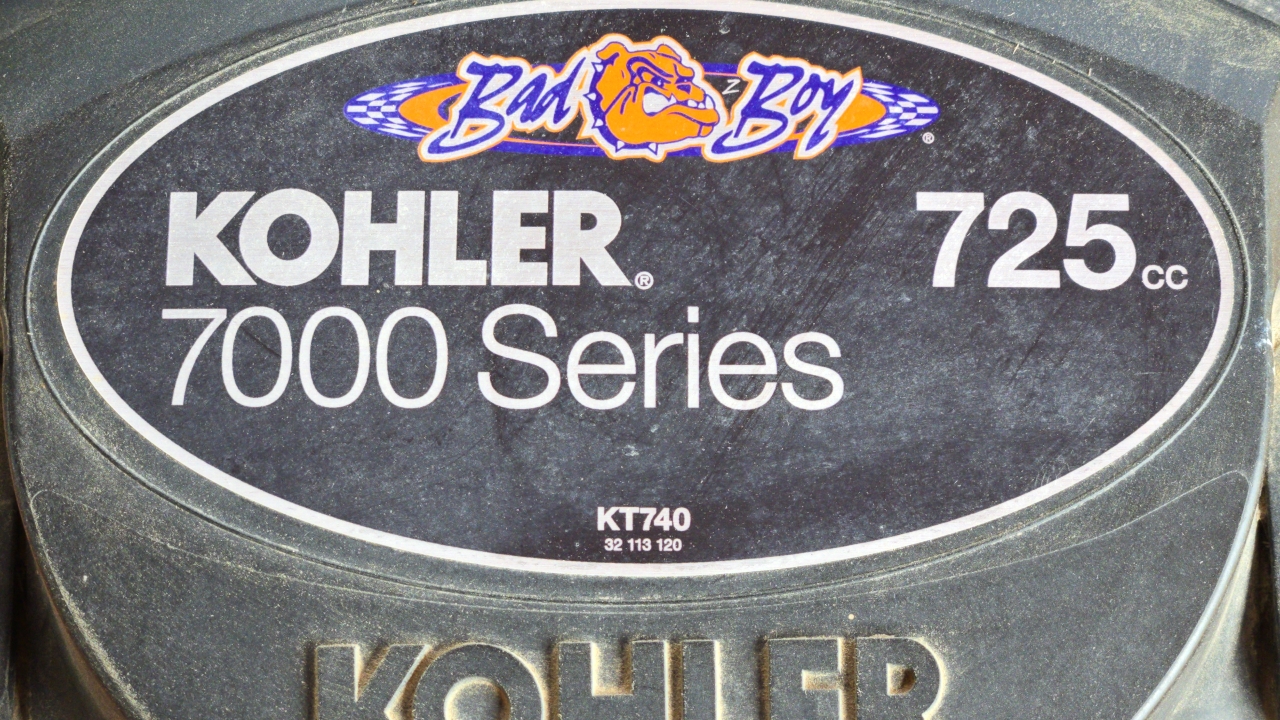 Bad Boy Z ®
KOHLER® 725cc
7000 Series
KT740
32 113 120
KOHLER